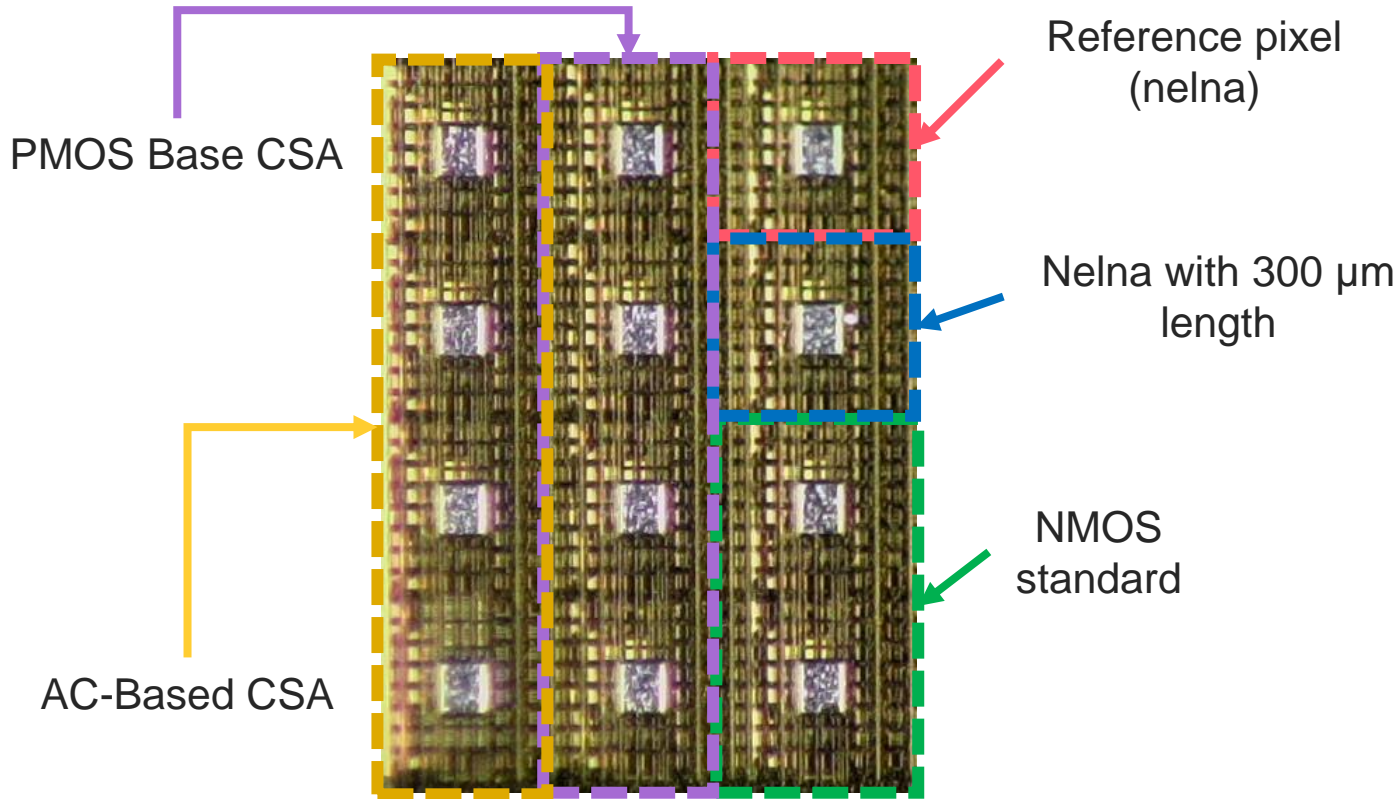 Reference pixel
(nelna)
PMOS Base CSA
Nelna with 300 µm
length
NMOS
standard
AC-Based CSA